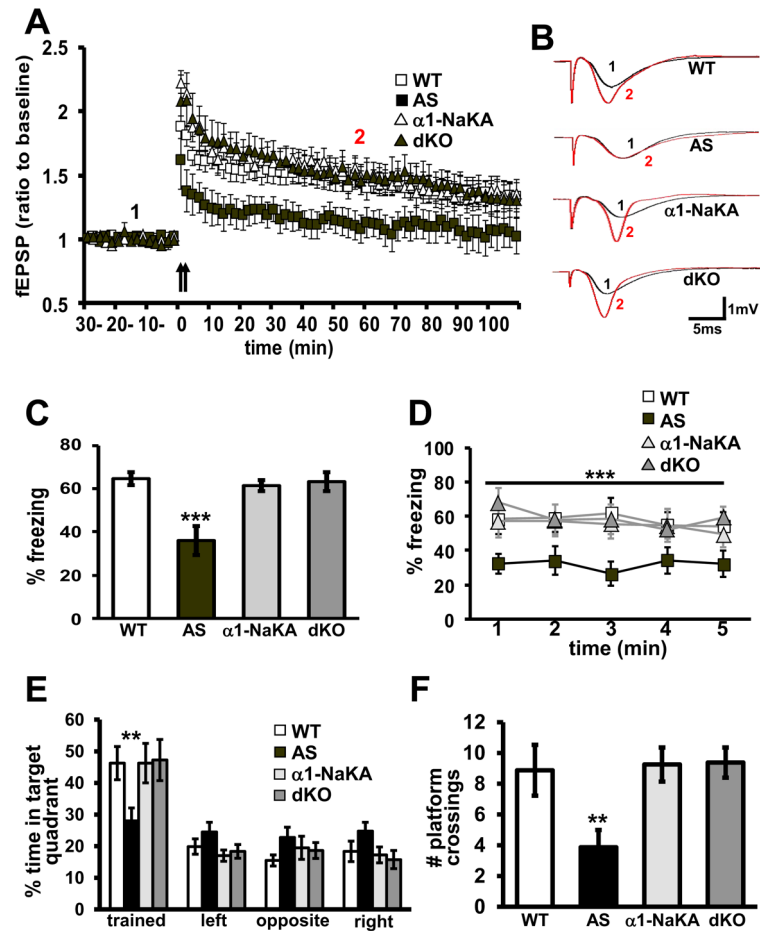 A
fEPSP (ratio to baseline)
2.5
2
1.5
1
0.5
1
2
WT
AS
α1-NaKA
dKO
30- 20- 10- 0 10 20 30 40 50 60 70 80 90 100
time (min)
B
1
2
WT
1
2
AS
1
2
α1-NaKA
1
2
dKO
1mV
5ms
C
% freezing
80
60
40
20
0
***
WT AS α1-NaKA dKO
D
WT
AS
α1-NaKA
dKO
% freezing
100
80
60
40
20
0
***
1 2 3 4 5
time (min)
E
% time in target
quadrant
60
50
40
30
20
10
0
**
WT
AS
α1-NaKA
dKO
trained left opposite right
F
# platform
crossings
12
10
8
6
4
2
0
**
WT AS α1-NaKA dKO